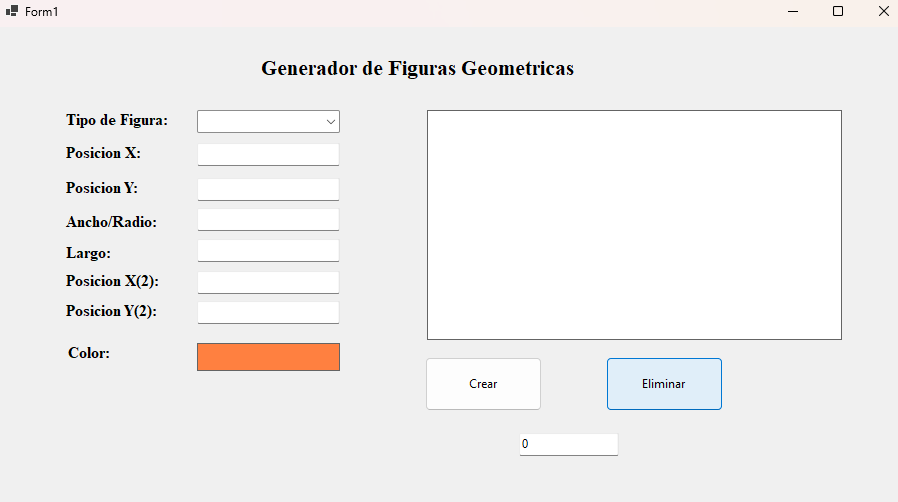 Form1
Generador de Figuras Geometricas
Tipo de Figura:
Posicion X:
Posicion Y:
Ancho/Radio:
Largo:
Posicion X(2):
Posicion Y(2):
Color:
Crear
Eliminar
0